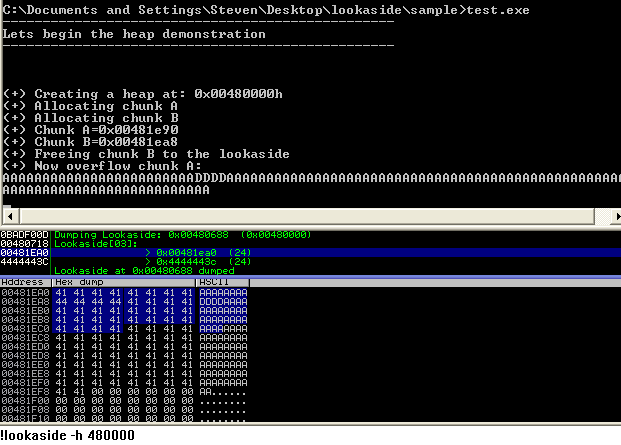 C:\Documents and Settings\Steven\Desktop\lookaside\sample>test.exe
-------------------------------------------------
Lets begin the heap demonstration
-------------------------------------------------
(+) Creating a heap at: 0x00480000h
(+) Allocating chunk A
(+) Allocating chunk B
(+) Chunk A=0x00481e90
(+) Chunk B=0x00481ea8
(+) Freeing chunk B to the lookaside
(+) Now overflow chunk A:
AAAAAAAAAAAAAAAAAAAAAAAADDDDAAAAAAAAAAAAAAAAAAAAAAAAAAAAAAAAAAAAAAAAAAAAAAAAA
AAAAAAAAAAAAAAAAAAAAAAAAAA
0BADF00D Dumping Lookaside: 0x00480688 (0x00480000)
00480718 Lookaside[03]:
00481EA0 > 0x00481ea0 (24)
4444443C > 0x4444443c (24)
Lookaside at 0x00480688 dumped
Address Hex dump ASCII
00481EA0 41 41 41 41 41 41 41 41 AAAAAAAA
00481EA8 44 44 44 44 41 41 41 41 DDDDAAAA
00481EB0 41 41 41 41 41 41 41 41 AAAAAAAA
00481EB8 41 41 41 41 41 41 41 41 AAAAAAAA
00481EC0 41 41 41 41 41 41 41 41 AAAAAAAA
00481EC8 41 41 41 41 41 41 41 41 AAAAAAAA
00481ED0 41 41 41 41 41 41 41 41 AAAAAAAA
00481ED8 41 41 41 41 41 41 41 41 AAAAAAAA
00481EE0 41 41 41 41 41 41 41 41 AAAAAAAA
00481EE8 41 41 41 41 41 41 41 41 AAAAAAAA
00481EF0 41 41 41 41 41 41 41 41 AAAAAAAA
00481EF8 41 41 00 00 00 00 00 00 AA......
00481F00 00 00 00 00 00 00 00 00 ........
00481F08 00 00 00 00 00 00 00 00 ........
00481F10 00 00 00 00 00 00 00 00 ........
!lookaside -h 480000